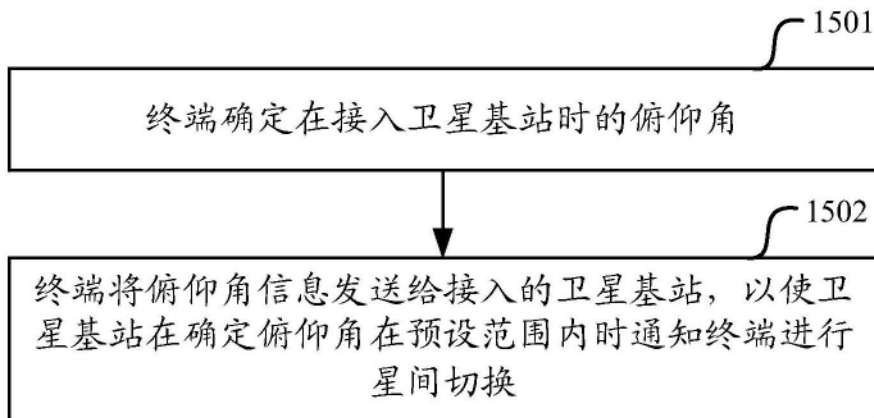 1501
终端确定在接入卫星基站时的俯仰角
1502
终端将俯仰角信息发送给接入的卫星基站，以使卫
星基站在确定俯仰角在预设范围内时通知终端进行
星间切换